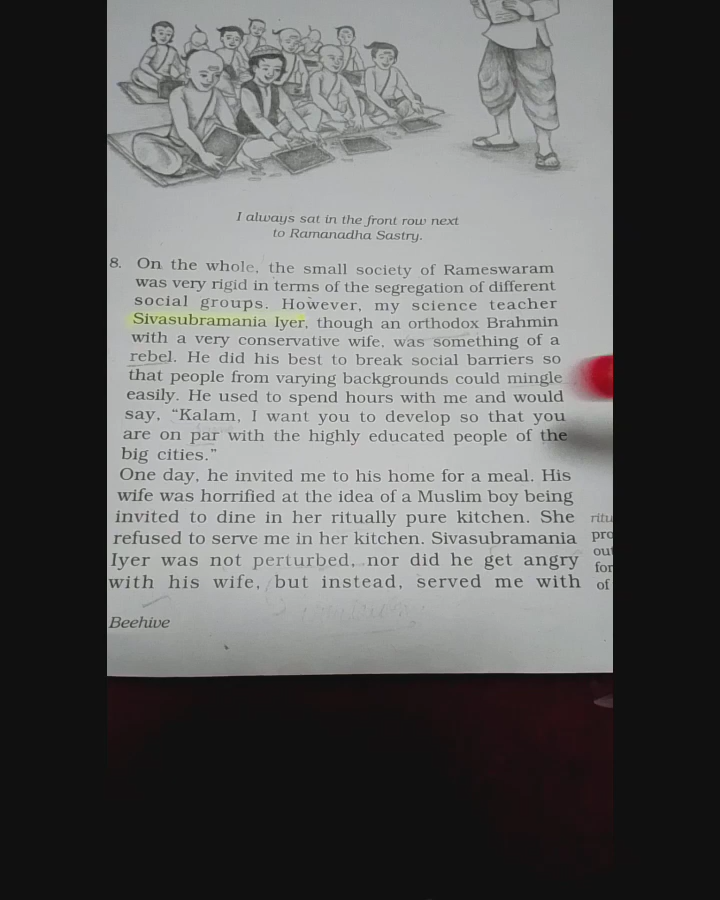 I always sat in the front row next
to Ramanadha Sastry.
8. On the whole, the small society of Rameswaram
was very rigid in terms of the segregation of different
social groups. However, my science teacher
Sivasubramania Iyer, though an orthodox Brahmin
with a very conservative wife, was something of a
rebel. He did his best to break social barriers so
that people from varying backgrounds could mingle
easily. He used to spend hours with me and would
say, “Kalam, I want you to develop so that you
are on par with the highly educated people of the
big cities.”
One day, he invited me to his home for a meal. His
wife was horrified at the idea of a Muslim boy being
invited to dine in her ritually pure kitchen. She
refused to serve me in her kitchen. Sivasubramania
Iyer was not perturbed, nor did he get angry
with his wife, but instead, served me with
ritu
pro
out
for
of
Beehive